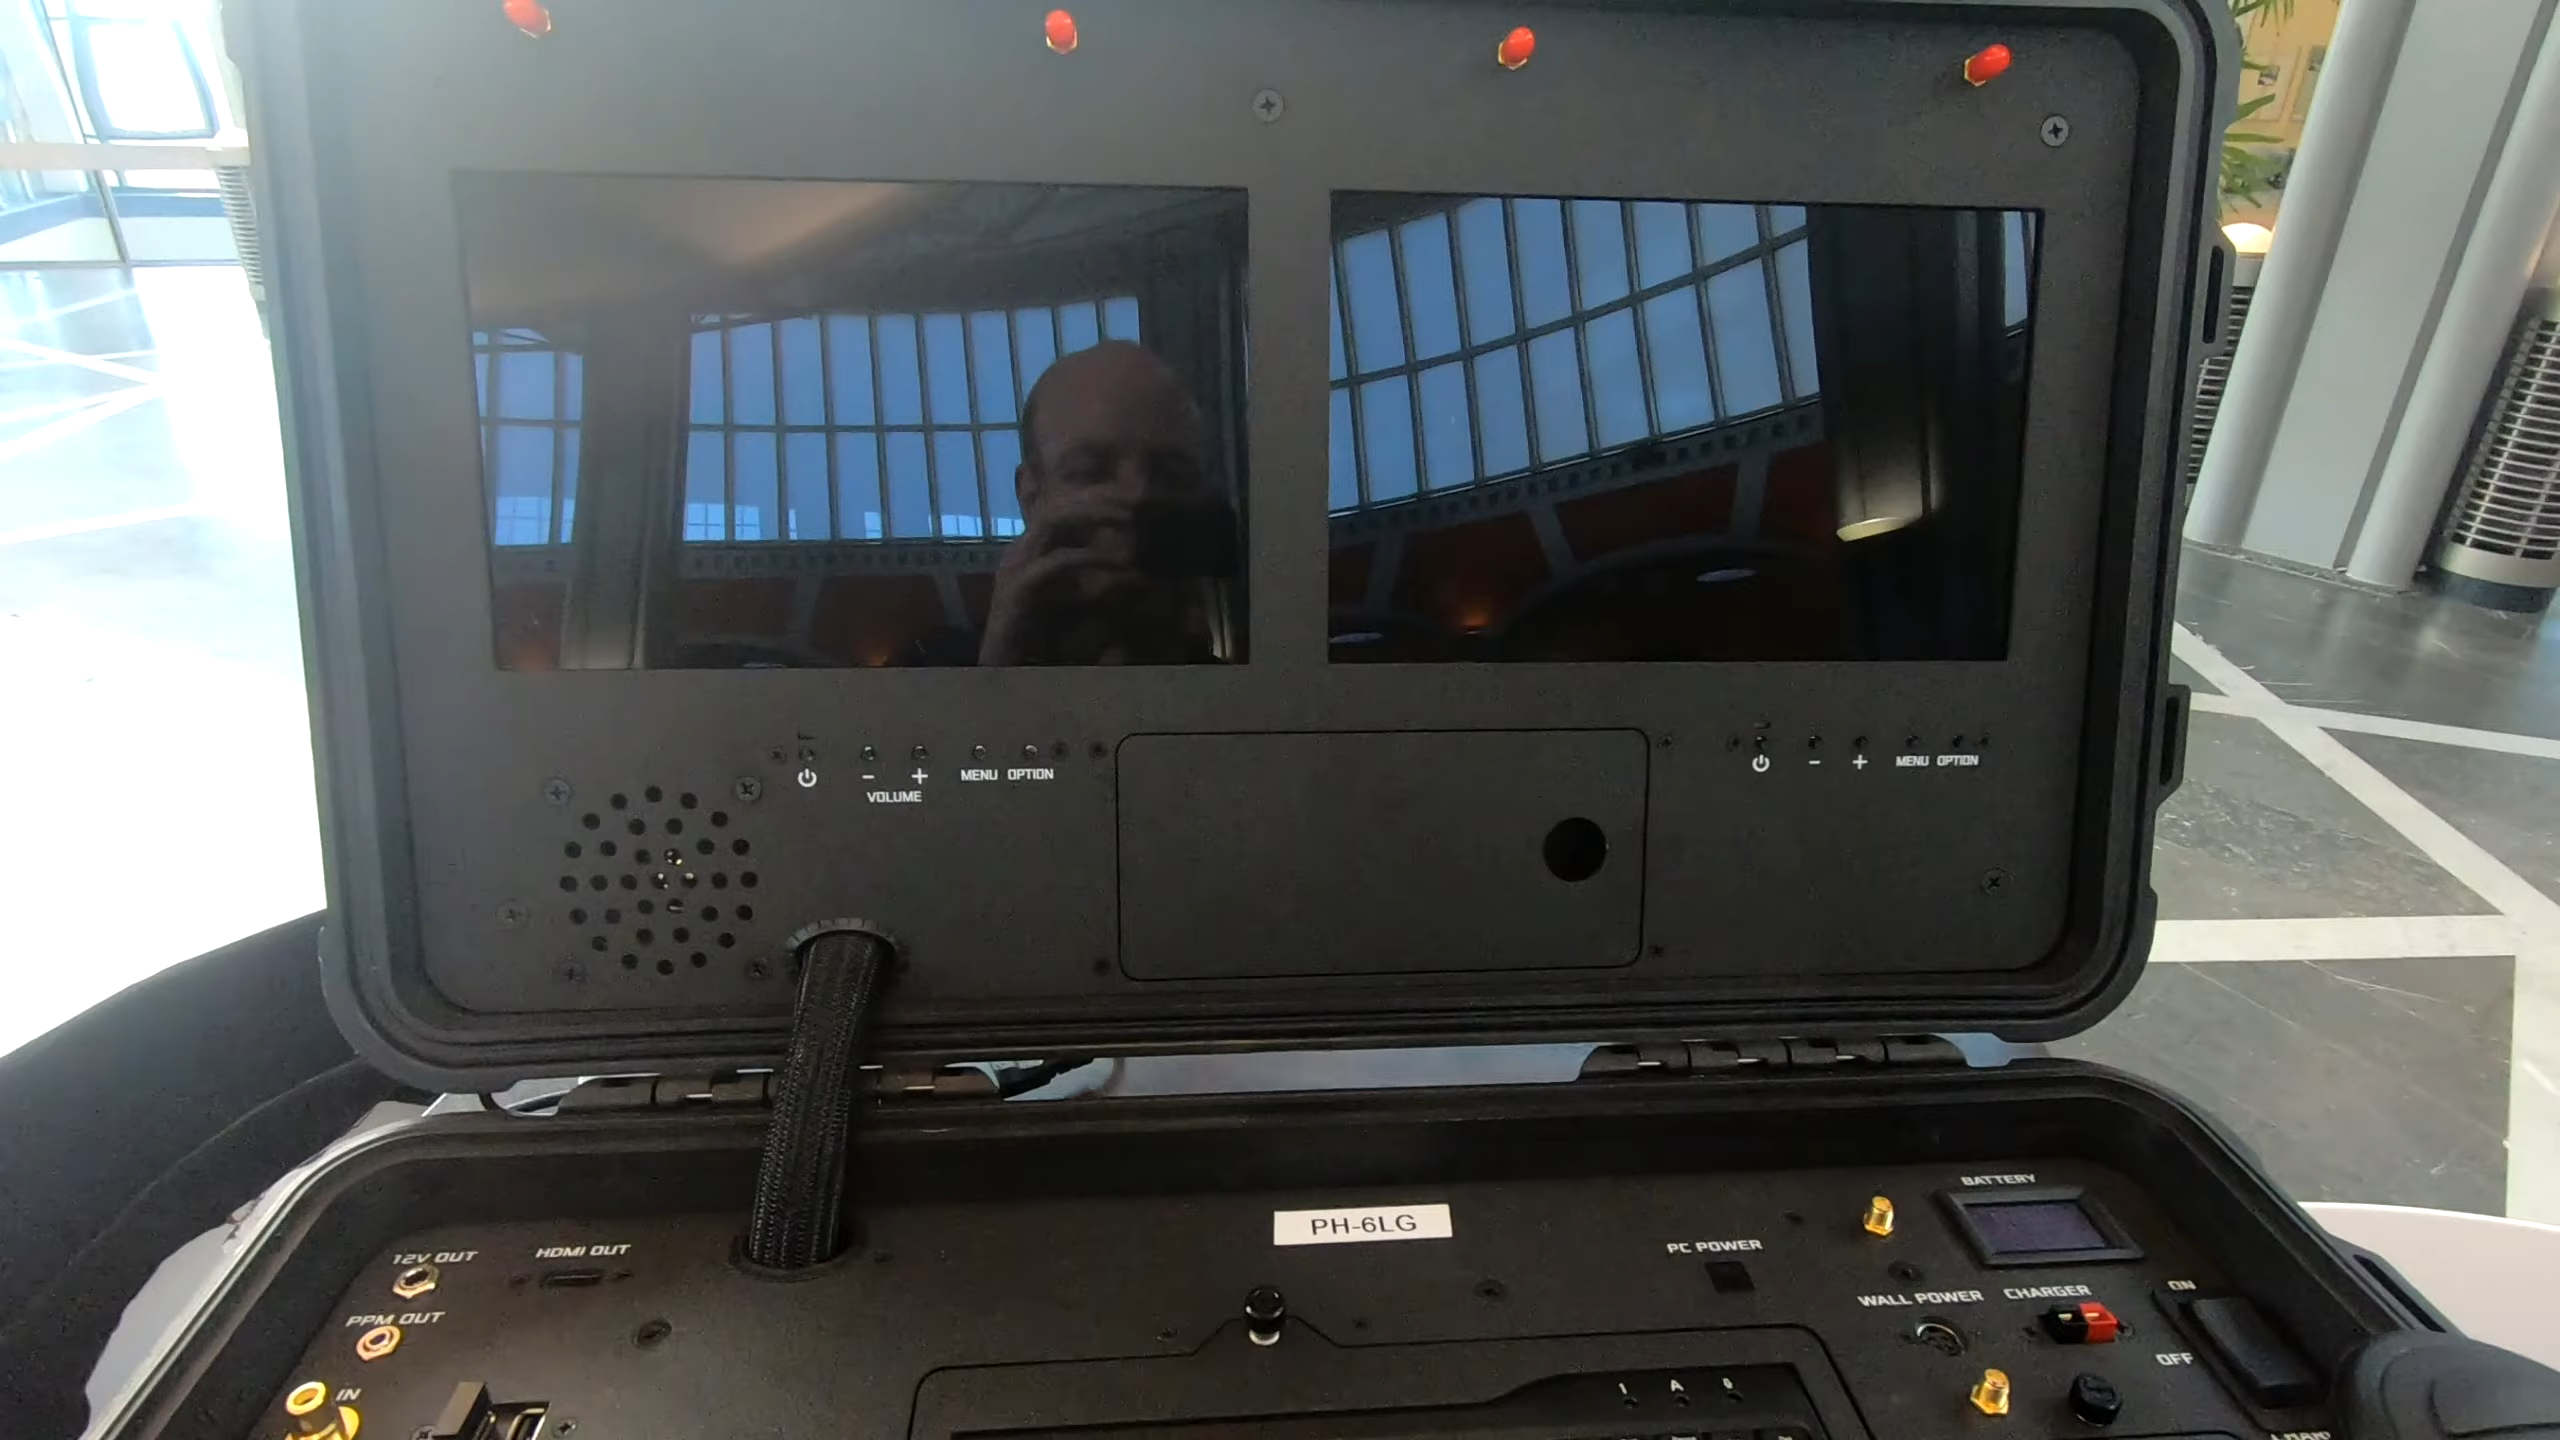 - +
VOLUME
MENU OPTION
- +
MENU OPTION
BATTERY
PH-6LG
12V OUT
HDMI OUT
PC POWER
WALL POWER
CHARGER
ON
OFF
PPM OUT
IN
1 A